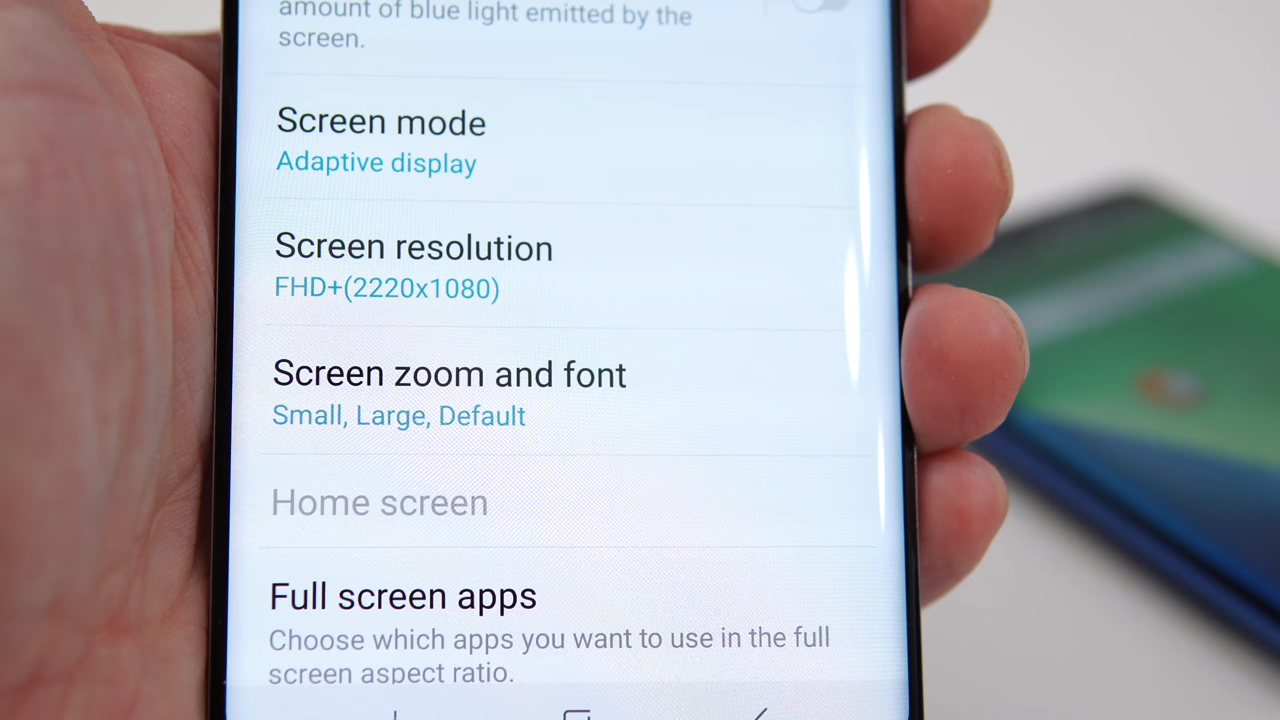 amount of blue light emitted by the
screen.
Screen mode
Adaptive display
Screen resolution
FHD+(2220x1080)
Screen zoom and font
Small, Large, Default
Home screen
Full screen apps
Choose which apps you want to use in the full
screen aspect ratio.